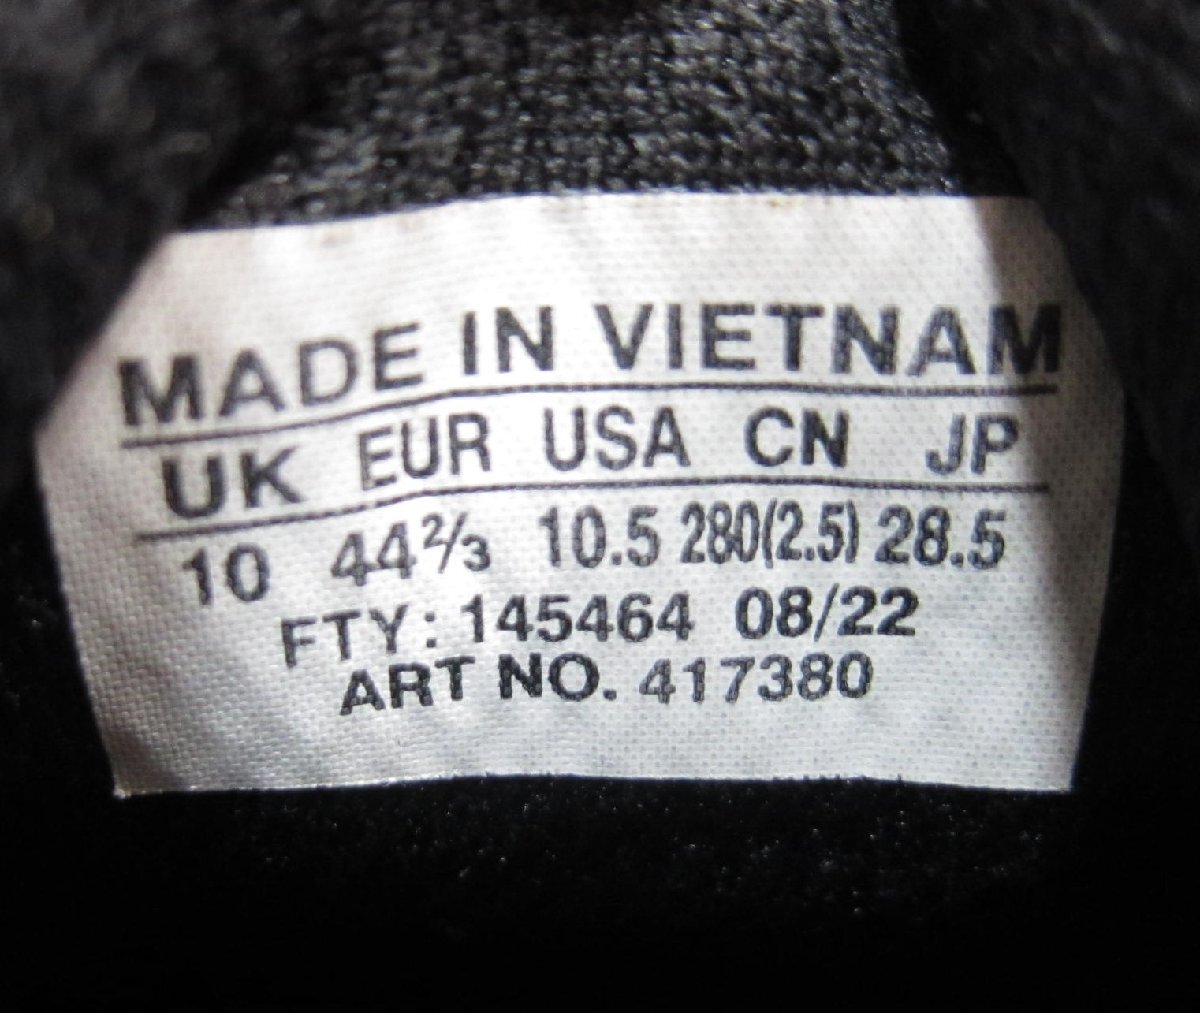 MADE IN VIETNAM
UK EUR USA CN JP
10 44⅔ 10.5 280(2.5) 28.5
FTY: 145464 08/22
ART NO. 417380